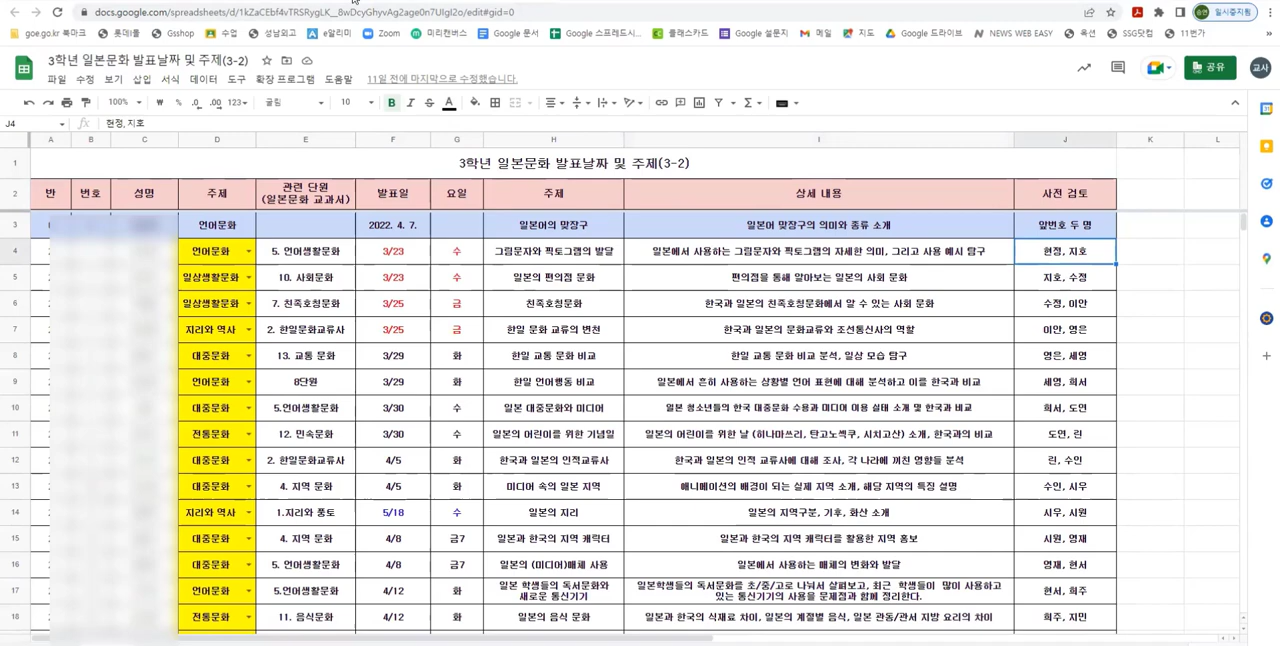 docs.google.com/spreadsheets/d/1kZaCEbf4vTRSRygLK__8wDcyGhyvAg2age0n7UIgI2o/edit#gid=0
승연 일시중지됨
goe.go.kr 북마크 롯데홈 Gsshop 수업 성남외고 e알리미 Zoom 미리캔버스 Google 문서 Google 스프레드시... 클래스카드 Google 설문지 메일 지도 Google 드라이브 NEWS WEB EASY 옥션 SSG닷컴 11번가 »
3학년 일본문화 발표날짜 및 주제(3-2)
파일 수정 보기 삽입 서식 데이터 도구 확장 프로그램 도움말 11일 전에 마지막으로 수정했습니다.
공유 교사
100% ₩ % .0 .00 123 굴림 10 B I S A
J4 fx 현정, 지호
A B C D E F G H I J K L
1 3학년 일본문화 발표날짜 및 주제(3-2)
2 반 번호 성명 주제 관련 단원 (일본문화 교과서) 발표일 요일 주제 상세 내용 사전 검토
3 언어문화 2022. 4. 7. 일본어의 맞장구 일본어 맞장구의 의미와 종류 소개 앞번호 두 명
4 언어문화 5. 언어생활문화 3/23 수 그림문자와 픽토그램의 발달 일본에서 사용하는 그림문자와 픽토그램의 자세한 의미, 그리고 사용 예시 탐구 현정, 지호
5 일상생활문화 10. 사회문화 3/23 수 일본의 편의점 문화 편의점을 통해 알아보는 일본의 사회 문화 지호, 수정
6 일상생활문화 7. 친족호칭문화 3/25 금 친족호칭문화 한국과 일본의 친족호칭문화에서 알 수 있는 사회 문화 수정, 이안
7 지리와 역사 2. 한일문화교류사 3/25 금 한일 문화 교류의 변천 한국과 일본의 문화교류와 조선통신사의 역할 이안, 영은
8 대중문화 13. 교통 문화 3/29 화 한일 교통 문화 비교 한일 교통 문화 비교 분석, 일상 모습 탐구 영은, 세영
9 언어문화 8단원 3/29 화 한일 언어행동 비교 일본에서 흔히 사용하는 상황별 언어 표현에 대해 분석하고 이를 한국과 비교 세영, 희서
10 대중문화 5.언어생활문화 3/30 수 일본 대중문화와 미디어 일본 청소년들의 한국 대중문화 수용과 미디어 이용 실태 소개 및 한국과 비교 희서, 도연
11 전통문화 12. 민속문화 3/30 수 일본의 어린이를 위한 기념일 일본의 어린이를 위한 날 (히나마쓰리, 탄고노섹쿠, 시치고산) 소개, 한국과의 비교 도연, 린
12 대중문화 2. 한일문화교류사 4/5 화 한국과 일본의 인적교류사 한국과 일본의 인적 교류사에 대해 조사, 각 나라에 끼친 영향들 분석 린, 수민
13 대중문화 4. 지역 문화 4/5 화 미디어 속의 일본 지역 애니메이션의 배경이 되는 실제 지역 소개, 해당 지역의 특징 설명 수민, 시우
14 지리와 역사 1.지리와 풍토 5/18 수 일본의 지리 일본의 지역구분, 기후, 화산 소개 시우, 시원
15 대중문화 4. 지역 문화 4/8 금7 일본과 한국의 지역 캐릭터 일본과 한국의 지역 캐릭터를 활용한 지역 홍보 시원, 영재
16 대중문화 5. 언어생활문화 4/8 금7 일본의 (미디어)매체 사용 일본에서 사용하는 매체의 변화와 발달 영재, 현서
17 언어문화 5.언어생활문화 4/12 화 일본 학생들의 독서문화와 새로운 통신기기 일본학생들의 독서문화를 초/중/고로 나눠서 살펴보고, 최근 학생들이 많이 사용하고 있는 통신기기의 사용을 문제점과 함께 정리한다. 현서, 희주
18 전통문화 11. 음식문화 4/12 화 일본의 음식 문화 일본과 한국의 식재료 차이, 일본의 계절별 음식, 일본 관동/관서 지방 요리의 차이 희주, 지민